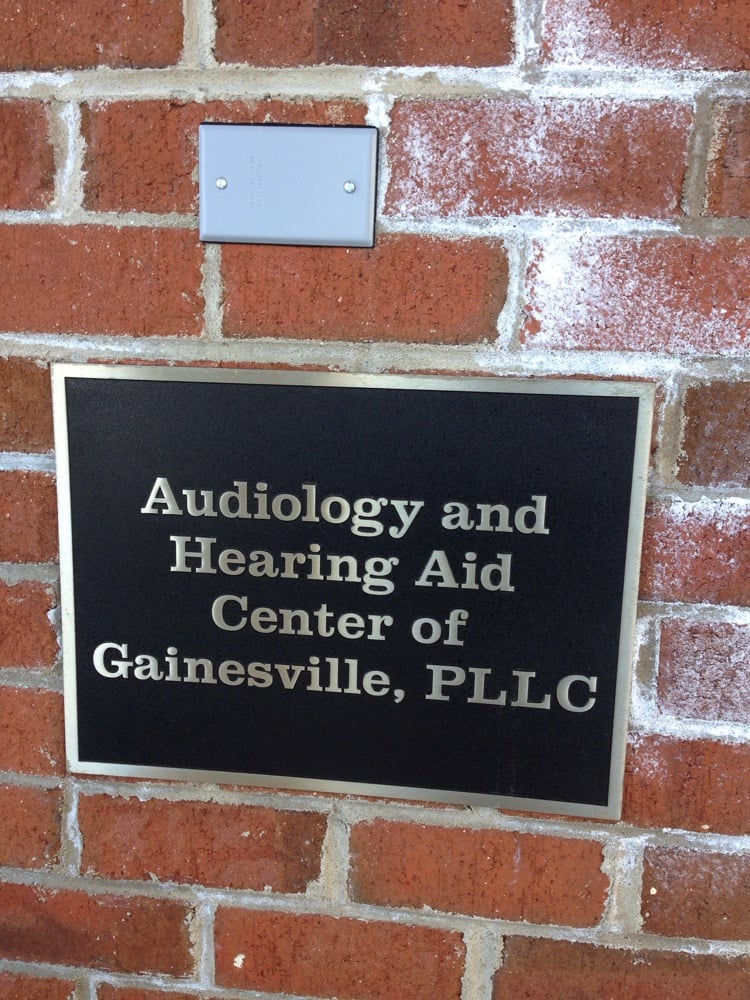 Audiology and
Hearing Aid
Center of
Gainesville, PLLC